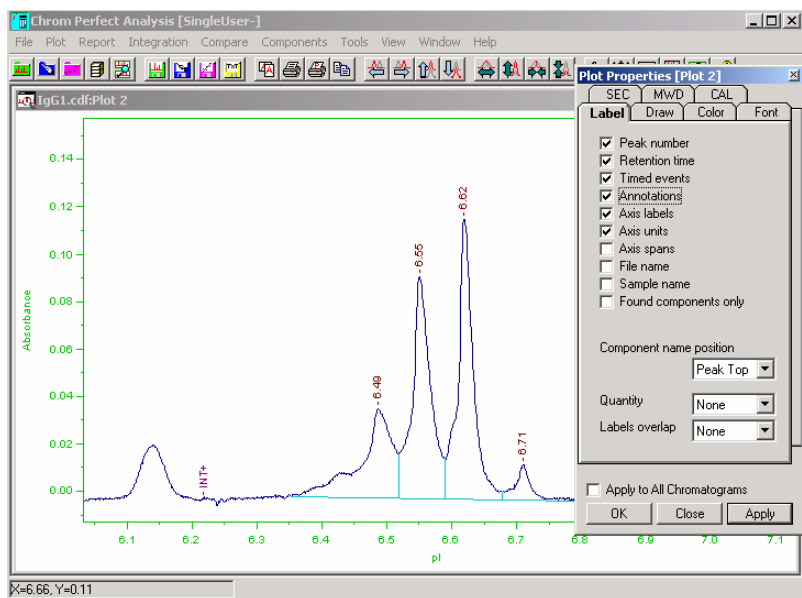 Chrom Perfect Analysis [SingleUser-]
File Plot Report Integration Compare Components Tools View Window Help
IgG1.cdf:Plot 2
Plot Properties [Plot 2]
SEC MWD CAL
Label Draw Color Font
Peak number
Retention time
Timed events
Annotations
Axis labels
Axis units
Axis spans
File name
Sample name
Found components only
Component name position
Peak Top
Quantity None
Labels overlap None
Apply to All Chromatograms
OK Close Apply
0.14
0.12
0.10
0.08
0.06
0.04
0.02
0.00
Absorbance
INT+
6.49
6.55
6.62
6.71
6.1 6.2 6.3 6.4 6.5 6.6 6.7 6.8 6.9 7.0 7.1
pI
X=6.66, Y=0.11